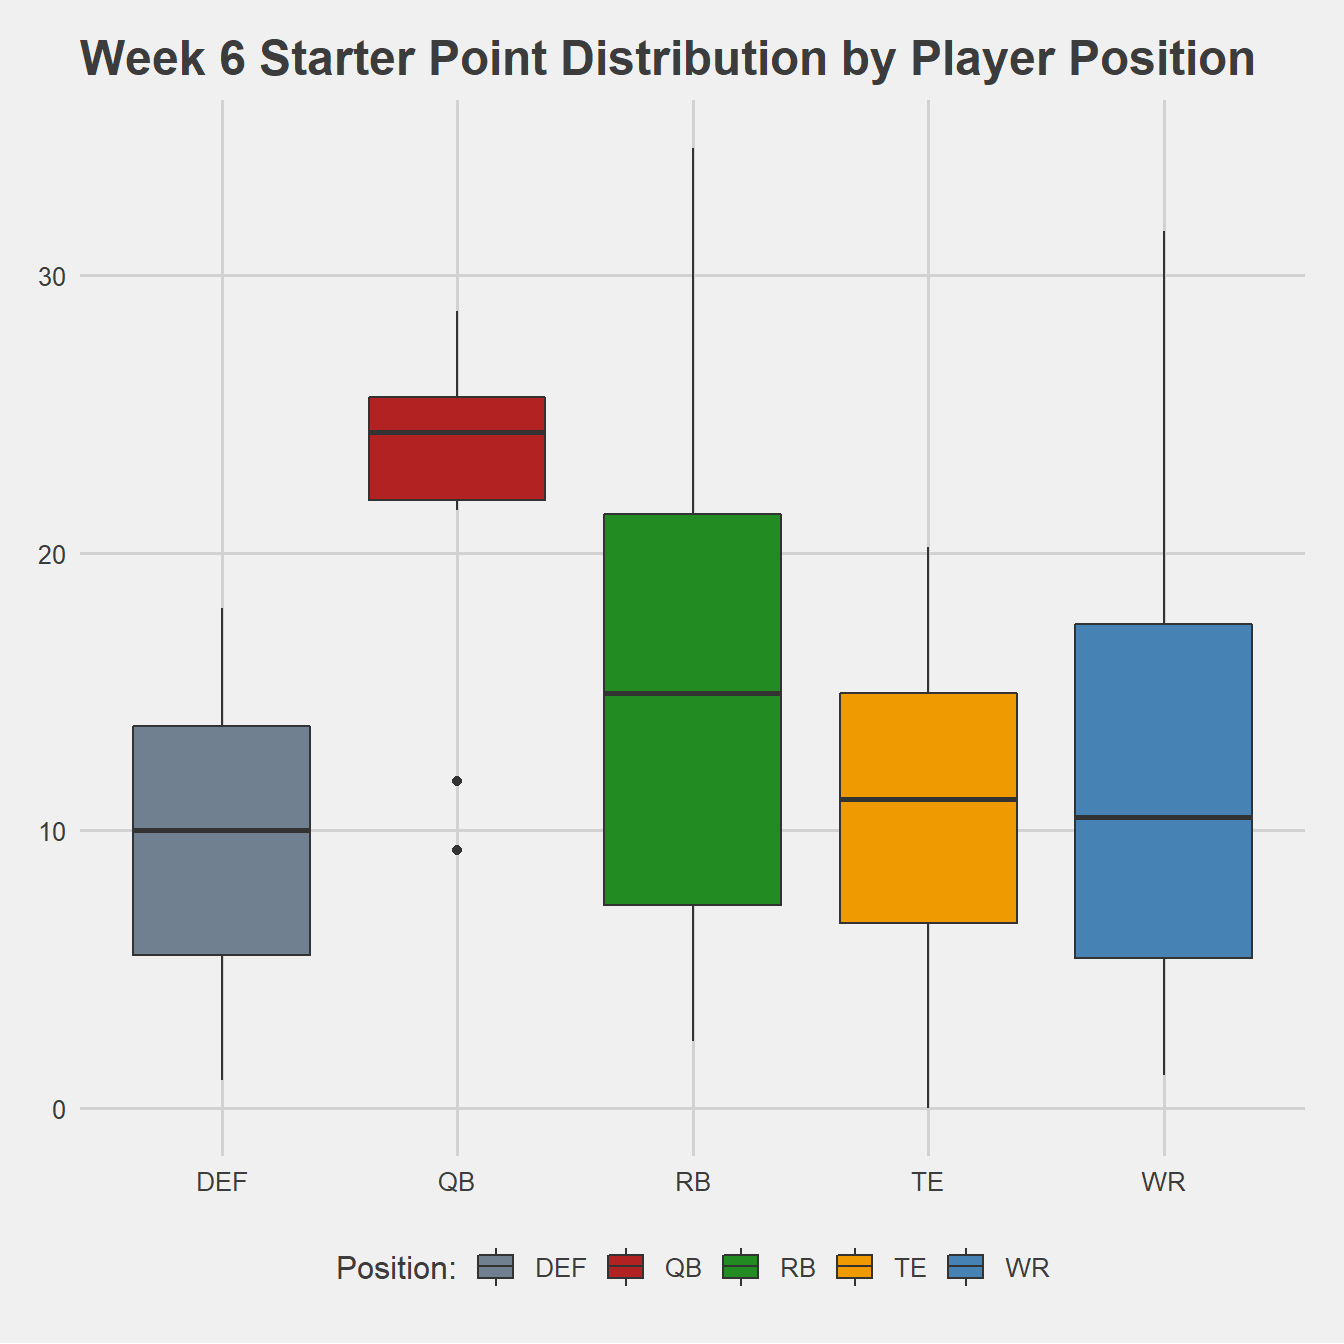 Week 6 Starter Point Distribution by Player Position
30
20
10
0
DEF QB RB TE WR
Position: DEF QB RB TE WR